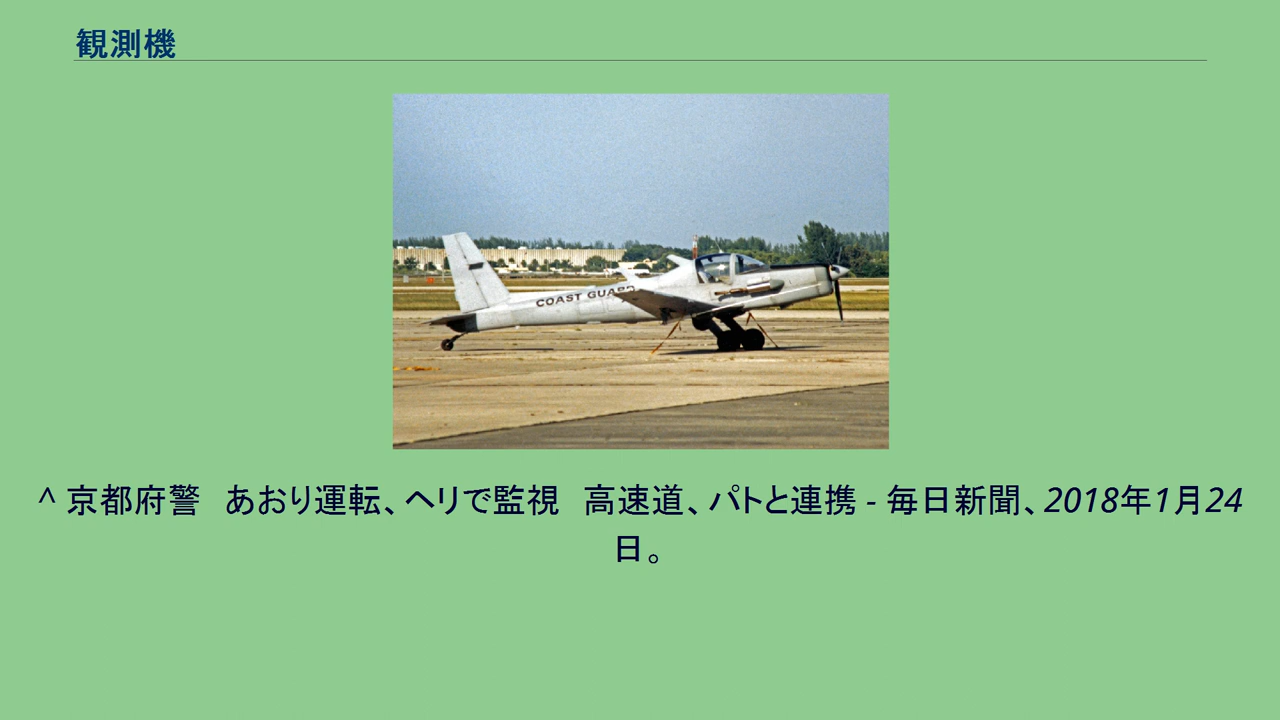 観測機
COAST GUARD
^ 京都府警　あおり運転、ヘリで監視　高速道、パトと連携 - 毎日新聞、2018年1月24
日。